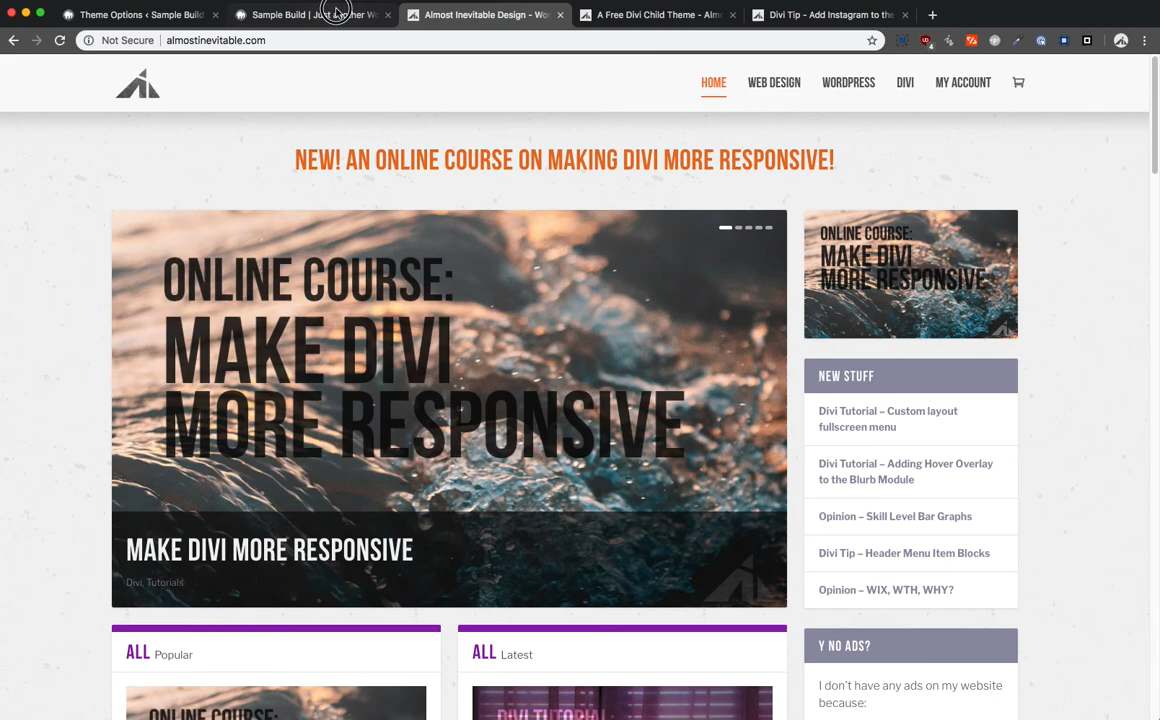 Theme Options ‹ Sample Build
Sample Build | Just another W
Almost Inevitable Design - Wo
A Free Divi Child Theme - Alm
Divi Tip - Add Instagram to the
Not Secure
almostinevitable.com
4
HOME
WEB DESIGN
WORDPRESS
DIVI
MY ACCOUNT
NEW! AN ONLINE COURSE ON MAKING DIVI MORE RESPONSIVE!
ONLINE COURSE:
MAKE DIVI
MORE RESPONSIVE
MAKE DIVI MORE RESPONSIVE
Divi, Tutorials
ONLINE COURSE:
MAKE DIVI
MORE RESPONSIVE
NEW STUFF
Divi Tutorial – Custom layout
fullscreen menu
Divi Tutorial – Adding Hover Overlay
to the Blurb Module
Opinion – Skill Level Bar Graphs
Divi Tip – Header Menu Item Blocks
Opinion – WIX, WTH, WHY?
Y NO ADS?
I don't have any ads on my website
because:
ALL Popular
ONLINE COURSE:
ALL Latest
DIVI TUTORIAL